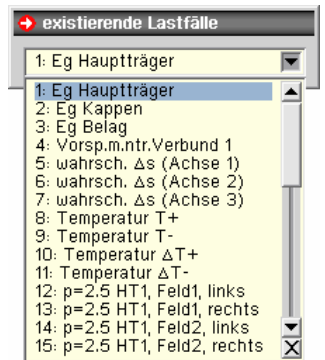 existierende Lastfälle
1: Eg Hauptträger
1: Eg Hauptträger
2: Eg Kappen
3: Eg Belag
4: Vorsp.m.ntr.Verbund 1
5: wahrsch. Δs (Achse 1)
6: wahrsch. Δs (Achse 2)
7: wahrsch. Δs (Achse 3)
8: Temperatur T+
9: Temperatur T-
10: Temperatur ΔT+
11: Temperatur ΔT-
12: p=2.5 HT1, Feld1, links
13: p=2.5 HT1, Feld1, rechts
14: p=2.5 HT1, Feld2, links
15: p=2.5 HT1, Feld2, rechts